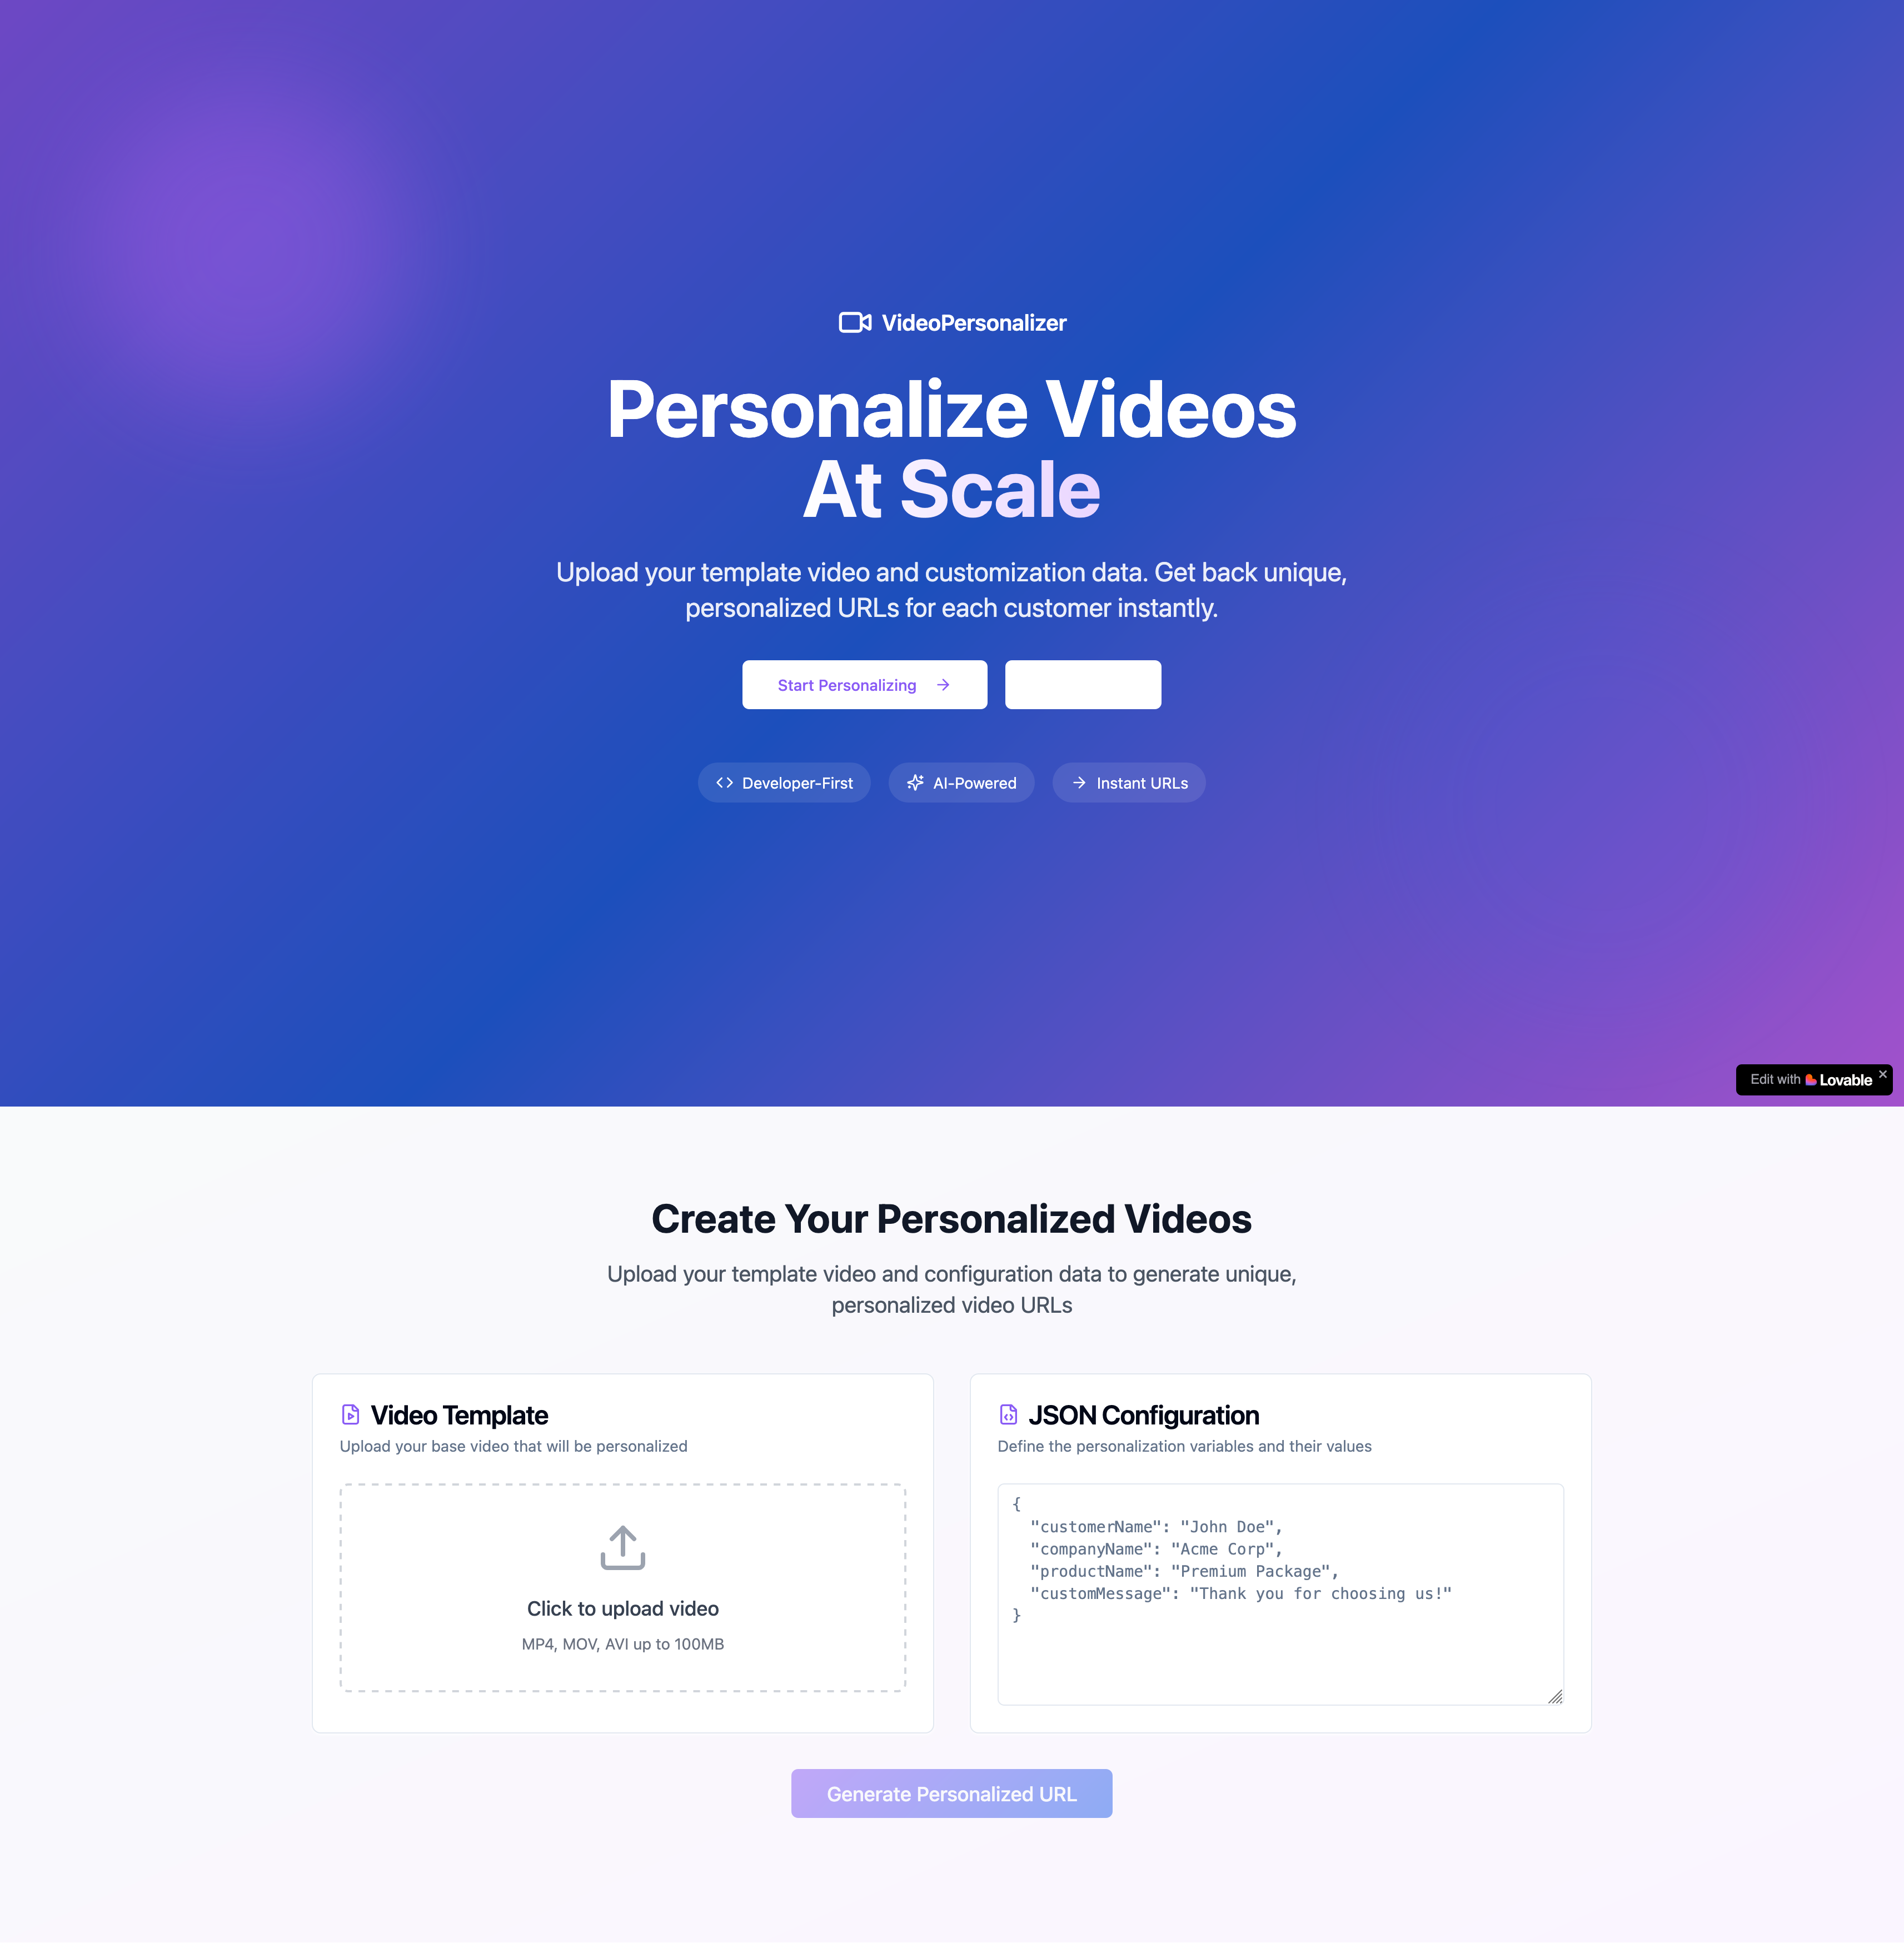 VideoPersonalizer
Personalize Videos
At Scale
Upload your template video and customization data. Get back unique,
personalized URLs for each customer instantly.
Start Personalizing
Developer-First
AI-Powered
Instant URLs
Edit with Lovable
Create Your Personalized Videos
Upload your template video and configuration data to generate unique,
personalized video URLs
Video Template
Upload your base video that will be personalized
Click to upload video
MP4, MOV, AVI up to 100MB
JSON Configuration
Define the personalization variables and their values
{
"customerName": "John Doe",
"companyName": "Acme Corp",
"productName": "Premium Package",
"customMessage": "Thank you for choosing us!"
}
Generate Personalized URL